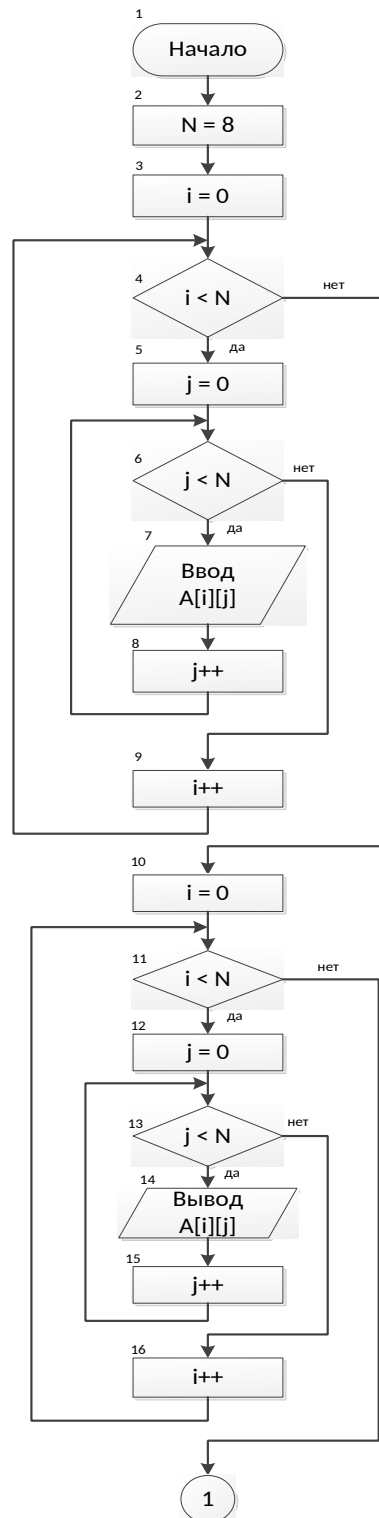 1
Начало
2
N = 8
3
i = 0
4
i < N
нет
да
5
j = 0
6
j < N
нет
да
7
Ввод
A[i][j]
8
j++
9
i++
10
i = 0
11
i < N
нет
да
12
j = 0
13
j < N
нет
да
14
Вывод
A[i][j]
15
j++
16
i++
1